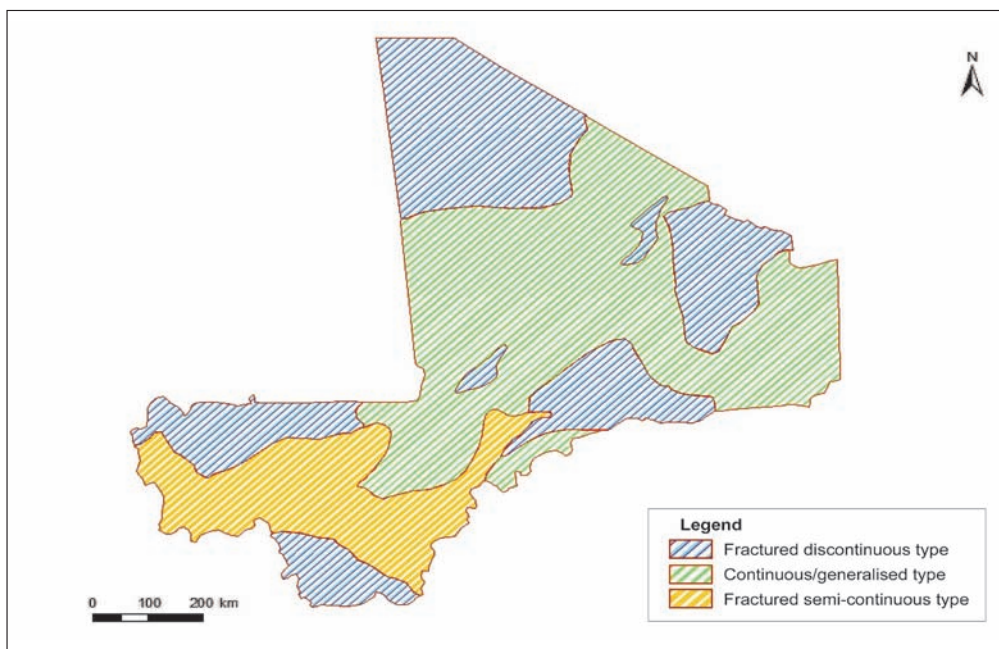 N
Legend
Fractured discontinuous type
Continuous/generalised type
Fractured semi-continuous type
0 100 200 km